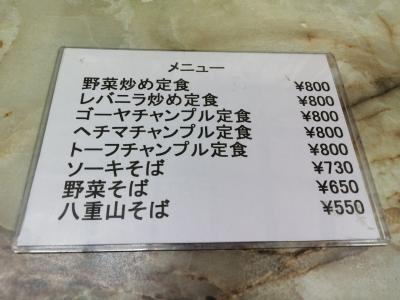 メニュー
野菜炒め定食 ¥800
レバニラ炒め定食 ¥800
ゴーヤチャンプル定食 ¥800
ヘチマチャンプル定食 ¥800
トーフチャンプル定食 ¥800
ソーキそば ¥730
野菜そば ¥650
八重山そば ¥550